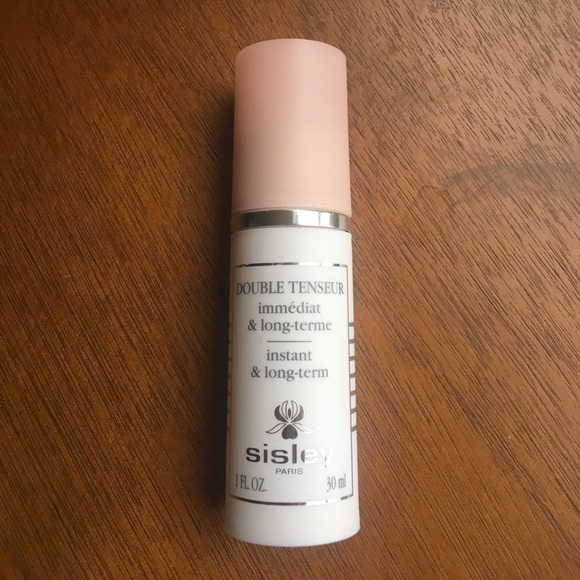 DOUBLE TENSEUR
immédiat
& long-terme
instant
& long-term
sisley
PARIS
1 FL. OZ. 30 ml